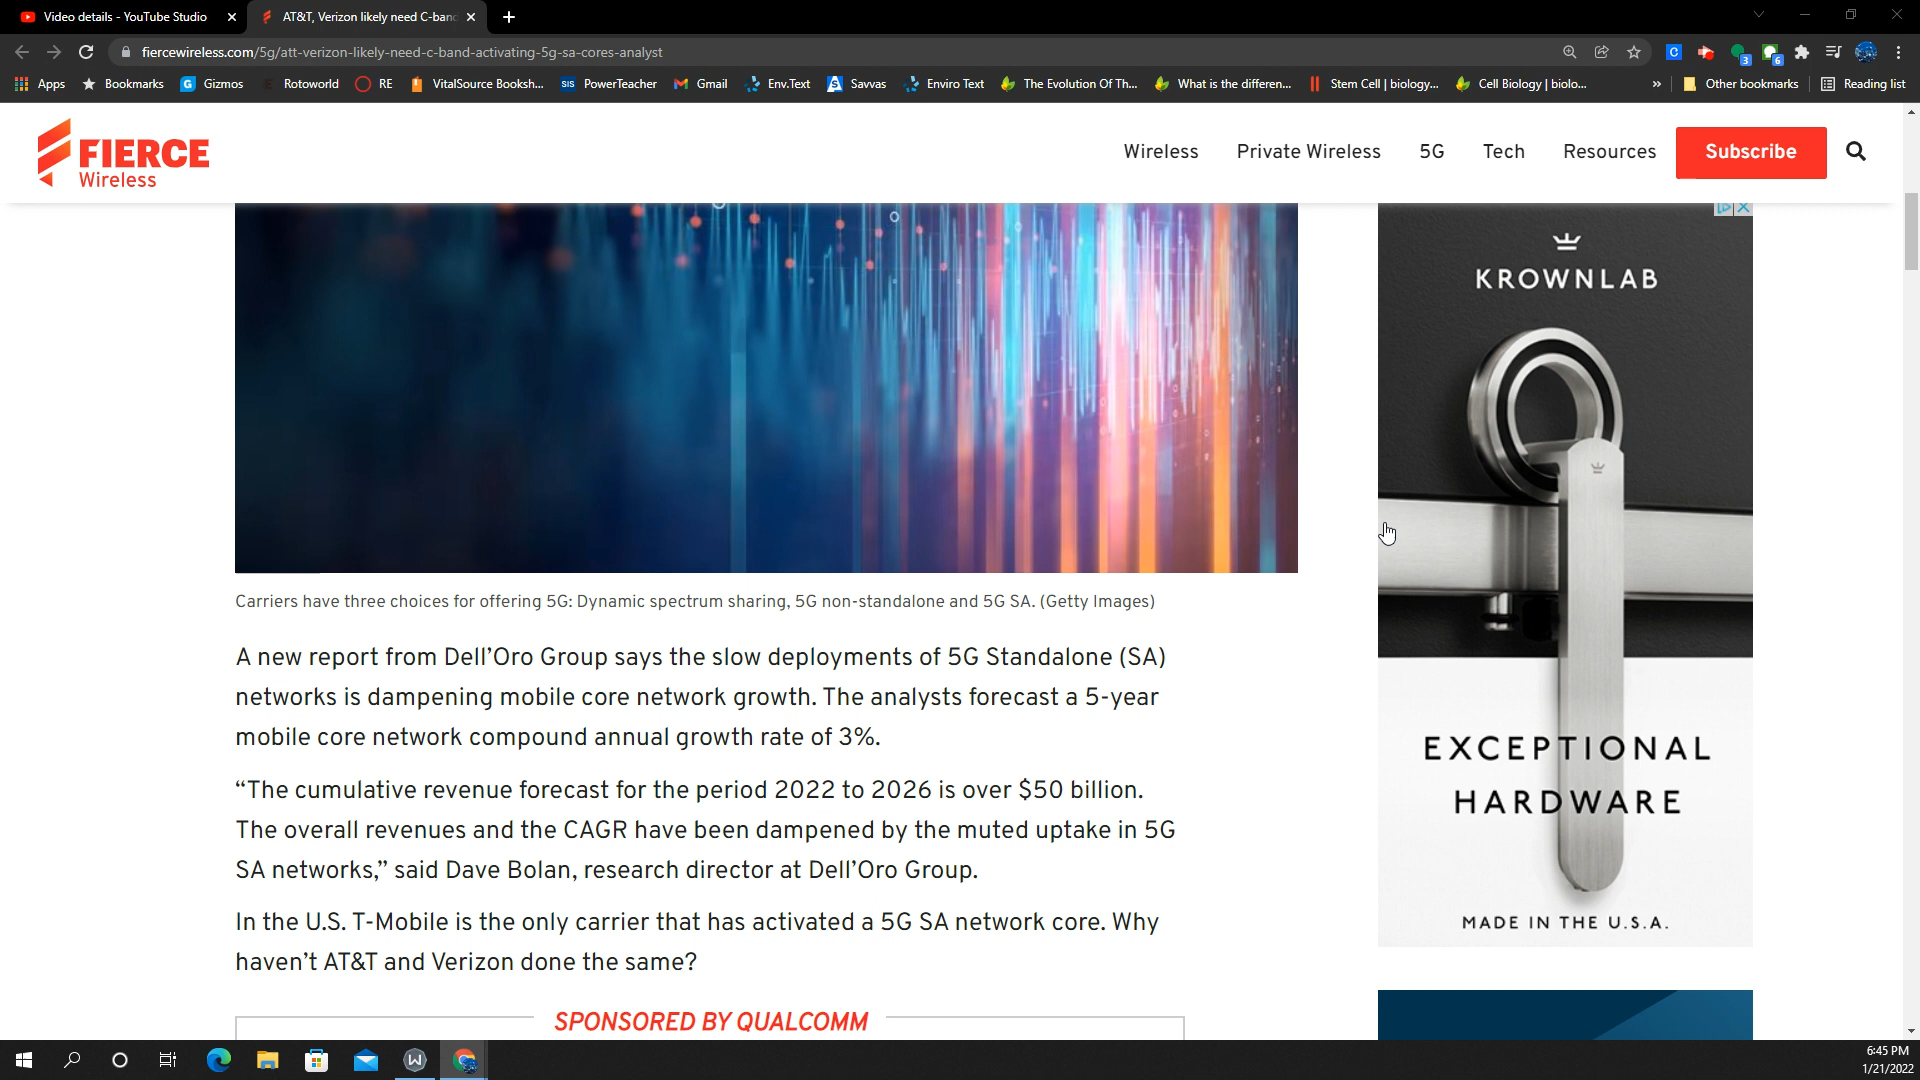 Video details - YouTube Studio
AT&T, Verizon likely need C-band
fiercewireless.com/5g/att-verizon-likely-need-c-band-activating-5g-sa-cores-analyst
Apps
Bookmarks
Gizmos
Rotoworld
RE
VitalSource Booksh...
SIS PowerTeacher
Gmail
Env.Text
Savvas
Enviro Text
The Evolution Of Th...
What is the differen...
Stem Cell | biology...
Cell Biology | biolo...
»
Other bookmarks
Reading list
FIERCE
Wireless
Wireless
Private Wireless
5G
Tech
Resources
Subscribe
KROWNLAB
EXCEPTIONAL
HARDWARE
MADE IN THE U.S.A.
Carriers have three choices for offering 5G: Dynamic spectrum sharing, 5G non-standalone and 5G SA. (Getty Images)
A new report from Dell’Oro Group says the slow deployments of 5G Standalone (SA)
networks is dampening mobile core network growth. The analysts forecast a 5-year
mobile core network compound annual growth rate of 3%.
“The cumulative revenue forecast for the period 2022 to 2026 is over $50 billion.
The overall revenues and the CAGR have been dampened by the muted uptake in 5G
SA networks,” said Dave Bolan, research director at Dell’Oro Group.
In the U.S. T-Mobile is the only carrier that has activated a 5G SA network core. Why
haven’t AT&T and Verizon done the same?
SPONSORED BY QUALCOMM
6:45 PM
1/21/2022